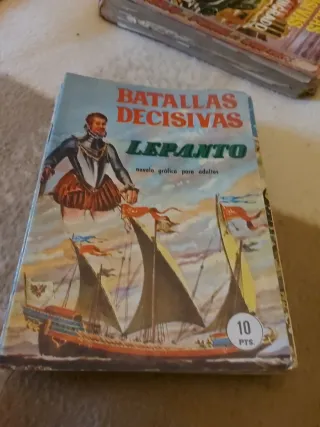 BATALLAS
DECISIVAS
LEPANTO
novela gráfica para adultos
10
PTS.